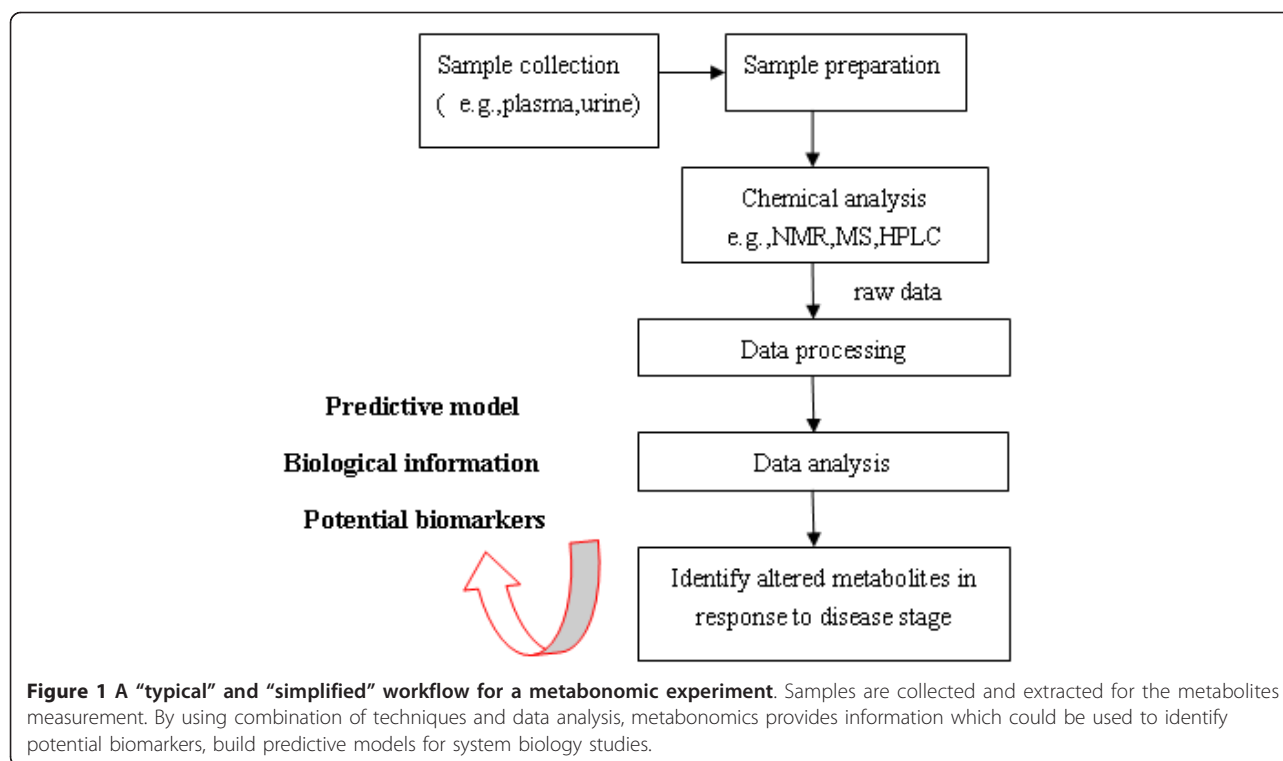 Sample collection
( e.g.,plasma,urine)
Sample preparation
Chemical analysis
e.g.,NMR,MS,HPLC
raw data
Data processing
Predictive model
Biological information
Data analysis
Potential biomarkers
Identify altered metabolites in
response to disease stage
Figure 1 A “typical” and “simplified” workflow for a metabonomic experiment. Samples are collected and extracted for the metabolites
measurement. By using combination of techniques and data analysis, metabonomics provides information which could be used to identify
potential biomarkers, build predictive models for system biology studies.